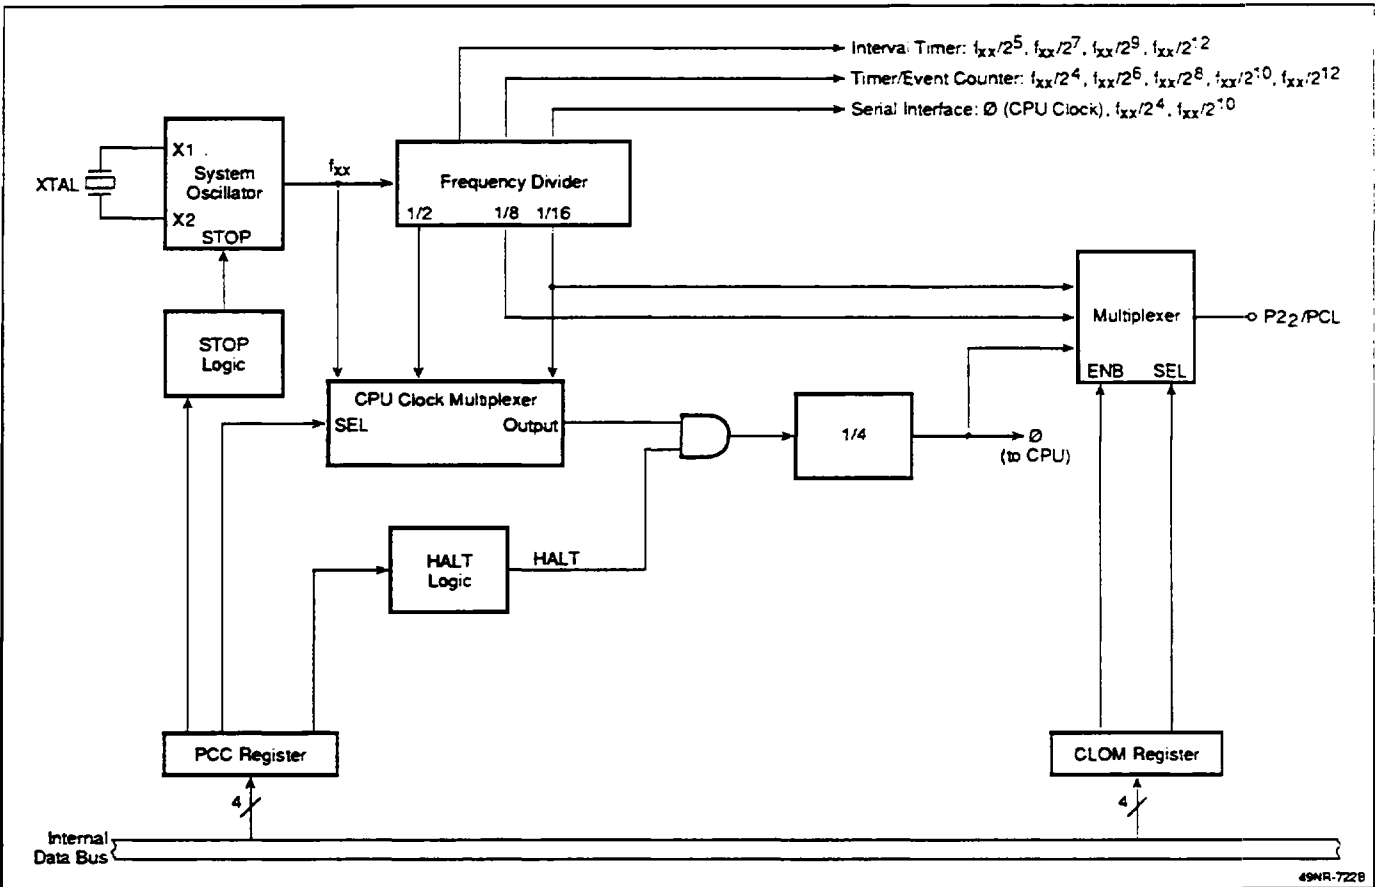 Interval Timer: fxx/2^5, fxx/2^7, fxx/2^9, fxx/2^12
Timer/Event Counter: fxx/2^4, fxx/2^6, fxx/2^8, fxx/2^10, fxx/2^12
Serial Interface: Ø (CPU Clock), fxx/2^4, fxx/2^10
XTAL
X1
System
Oscillator
X2
STOP
fxx
Frequency Divider
1/2 1/8 1/16
STOP
Logic
Multiplexer
ENB SEL
P2₂/PCL
CPU Clock Multiplexer
SEL Output
1/4
Ø
(to CPU)
HALT
Logic
HALT
PCC Register
CLOM Register
4
4
Internal
Data Bus
49NR-722B